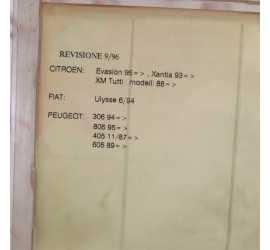 REVISIONE 9/96
CITROEN: Evasion 95 = > , Xantia 93 = >
XM Tutti modelli 88 = >
FIAT: Ulysse 6/94
PEUGEOT: 306 94 = >
806 95 = >
405 11/87 = >
605 89 = >